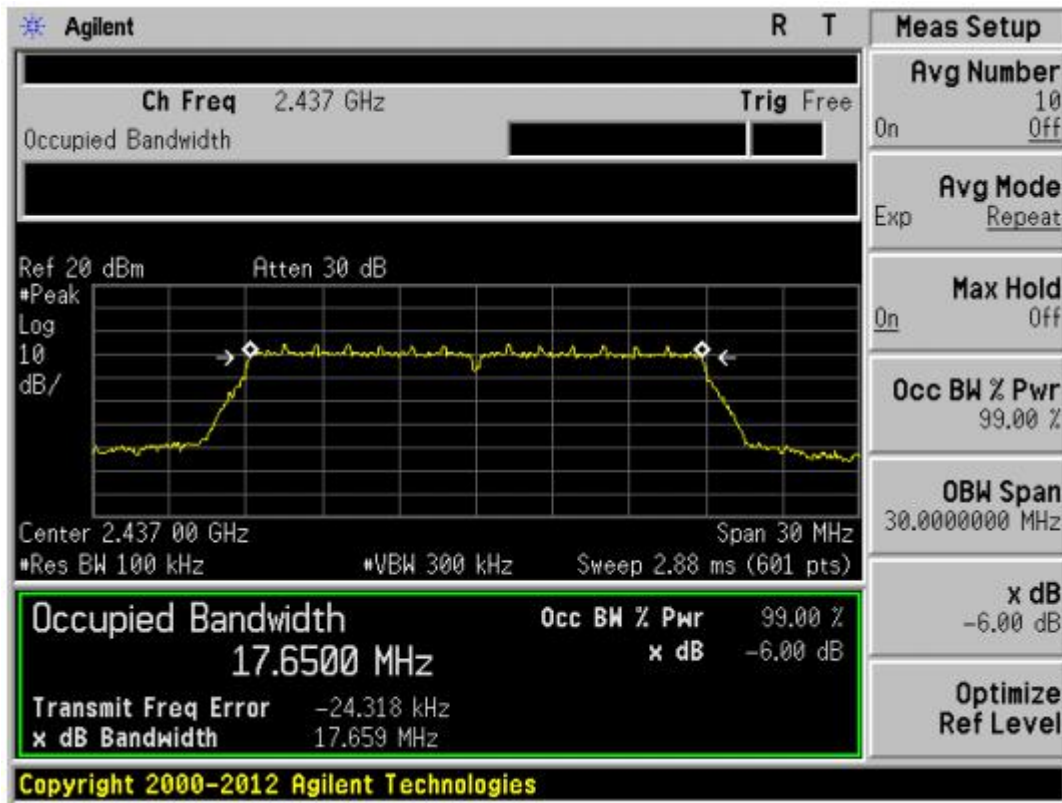 Agilent R T
Ch Freq 2.437 GHz Trig Free
Occupied Bandwidth
Ref 20 dBm Atten 30 dB
#Peak
Log
10
dB/
Center 2.437 00 GHz Span 30 MHz
#Res BW 100 kHz #VBW 300 kHz Sweep 2.88 ms (601 pts)
Occupied Bandwidth Occ BW % Pwr 99.00 %
17.6500 MHz x dB -6.00 dB
Transmit Freq Error -24.318 kHz
x dB Bandwidth 17.659 MHz
Copyright 2000-2012 Agilent Technologies
Meas Setup
Avg Number
10
On Off
Avg Mode
Exp Repeat
Max Hold
On Off
Occ BW % Pwr
99.00 %
OBW Span
30.0000000 MHz
x dB
-6.00 dB
Optimize
Ref Level